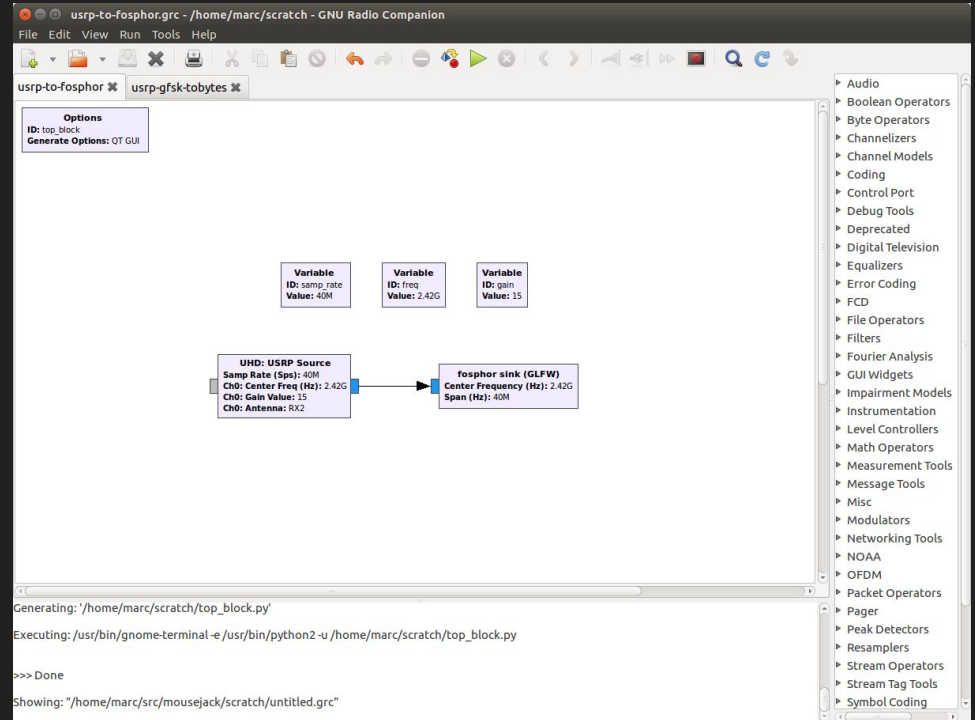 usrp-to-fosphor.grc - /home/marc/scratch - GNU Radio Companion
File Edit View Run Tools Help
usrp-to-fosphor usrp-gfsk-tobytes
Options
ID: top_block
Generate Options: QT GUI
Variable
ID: samp_rate
Value: 40M
Variable
ID: freq
Value: 2.42G
Variable
ID: gain
Value: 15
UHD: USRP Source
Samp Rate (Sps): 40M
Ch0: Center Freq (Hz): 2.42G
Ch0: Gain Value: 15
Ch0: Antenna: RX2
fosphor sink (GLFW)
Center Frequency (Hz): 2.42G
Span (Hz): 40M
Audio
Boolean Operators
Byte Operators
Channelizers
Channel Models
Coding
Control Port
Debug Tools
Deprecated
Digital Television
Equalizers
Error Coding
FCD
File Operators
Filters
Fourier Analysis
GUI Widgets
Impairment Models
Instrumentation
Level Controllers
Math Operators
Measurement Tools
Message Tools
Misc
Modulators
Networking Tools
NOAA
OFDM
Packet Operators
Pager
Peak Detectors
Resamplers
Stream Operators
Stream Tag Tools
Symbol Coding
Generating: '/home/marc/scratch/top_block.py'
Executing: /usr/bin/gnome-terminal -e /usr/bin/python2 -u /home/marc/scratch/top_block.py
>>> Done
Showing: "/home/marc/src/mousejack/scratch/untitled.grc"